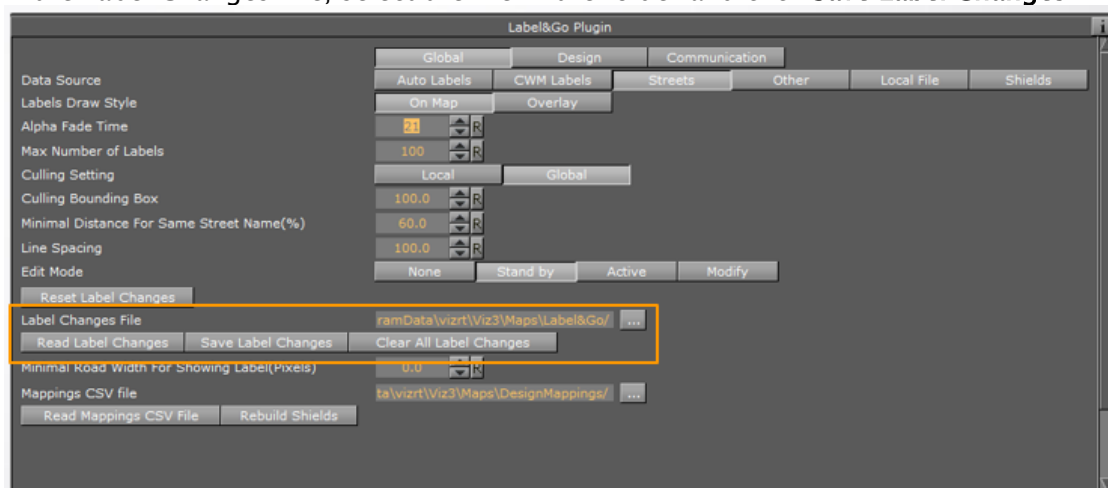 Label&Go Plugin
i
Global Design Communication
Data Source Auto Labels CWM Labels Streets Other Local File Shields
Labels Draw Style On Map Overlay
Alpha Fade Time 21 R
Max Number of Labels 100 R
Culling Setting Local Global
Culling Bounding Box 100.0 R
Minimal Distance For Same Street Name(%) 60.0 R
Line Spacing 100.0 R
Edit Mode None Stand by Active Modify
Reset Label Changes
Label Changes File ramData\vizrt\Viz3\Maps\Label&Go/ ...
Read Label Changes Save Label Changes Clear All Label Changes
Minimal Road Width For Showing Label(Pixels) 0.0 R
Mappings CSV file ta\vizrt\Viz3\Maps\DesignMappings/ ...
Read Mappings CSV File Rebuild Shields